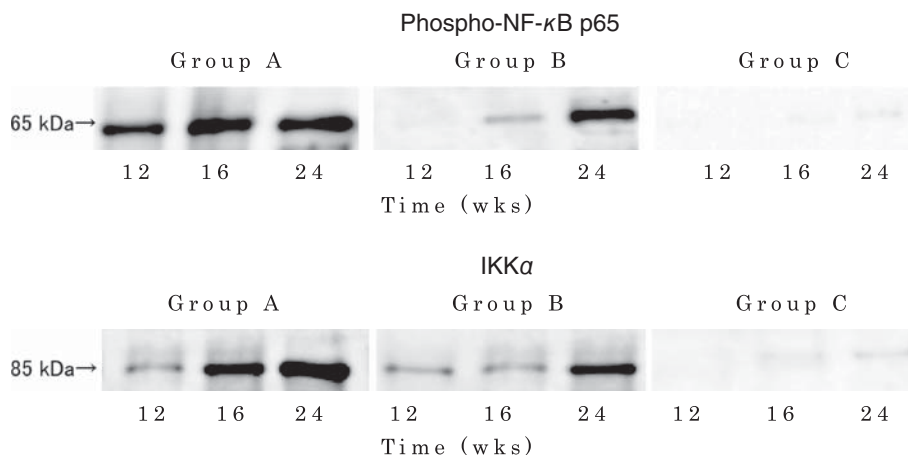 Phospho-NF-κB p65
Group A Group B Group C
65 kDa→
12 16 24 12 16 24 12 16 24
Time (wks)
IKKα
Group A Group B Group C
85 kDa→
12 16 24 12 16 24 12 16 24
Time (wks)